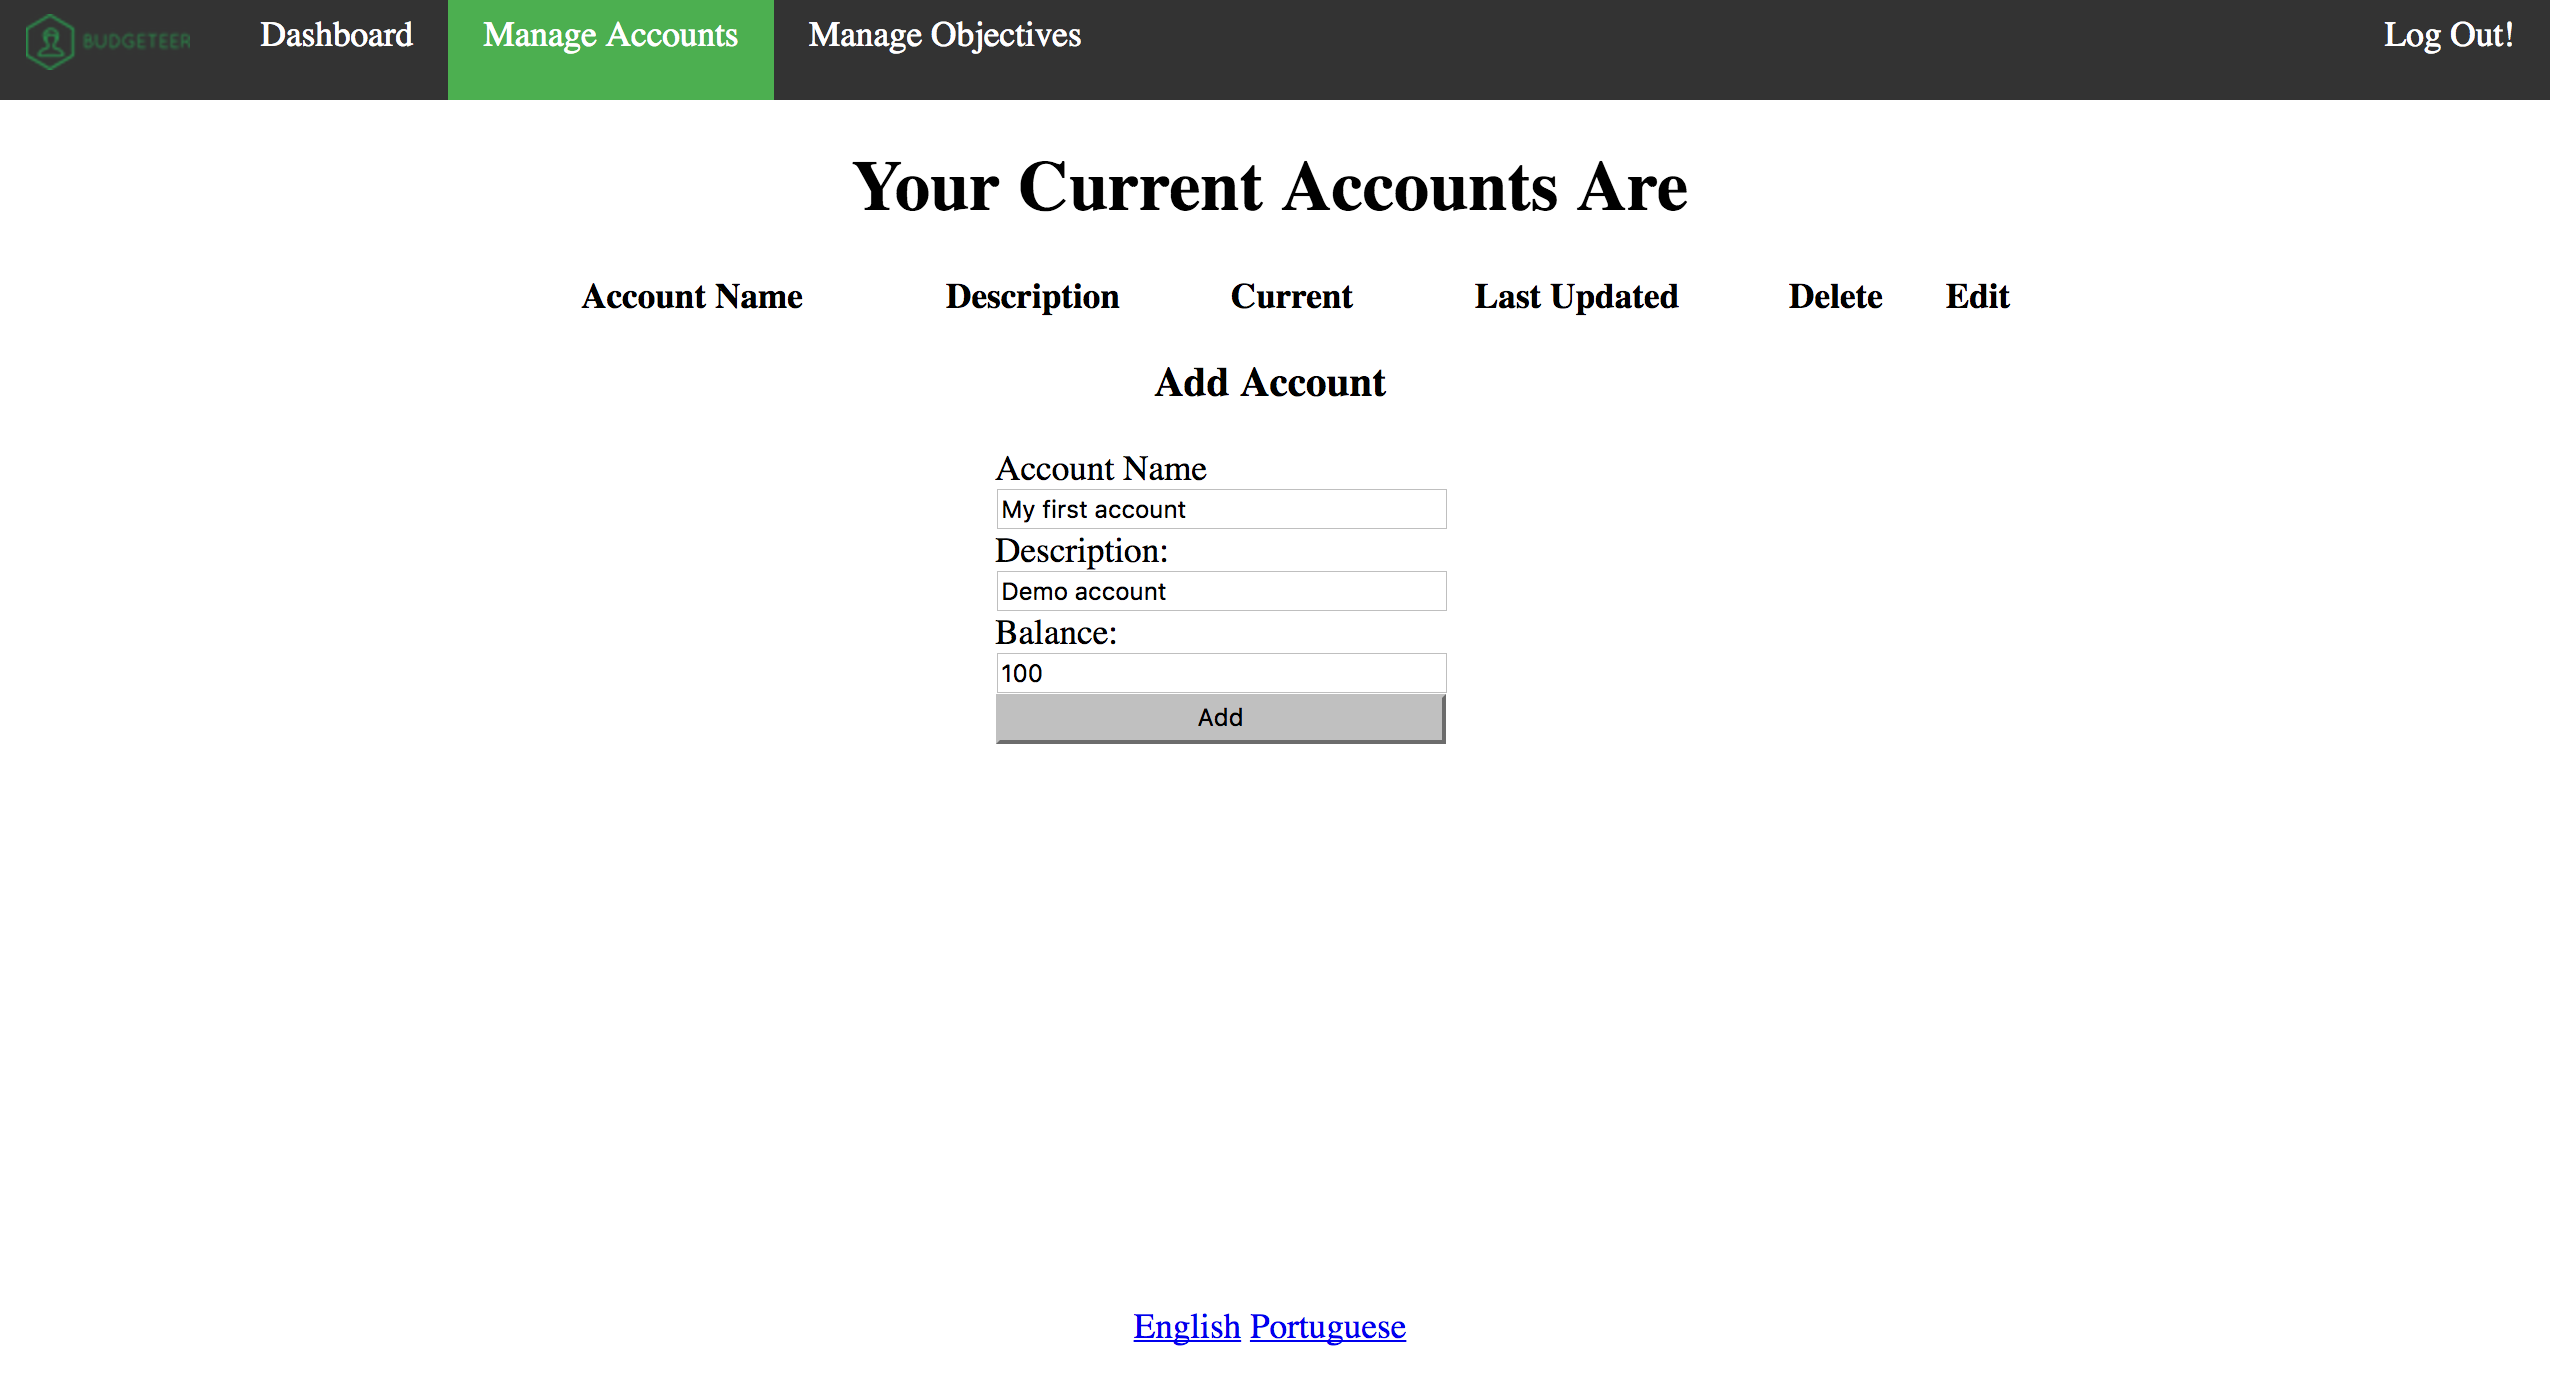 BUDGETEER Dashboard Manage Accounts Manage Objectives Log Out!
Your Current Accounts Are
Account Name Description Current Last Updated Delete Edit
Add Account
Account Name
My first account
Description:
Demo account
Balance:
100
Add
English Portuguese